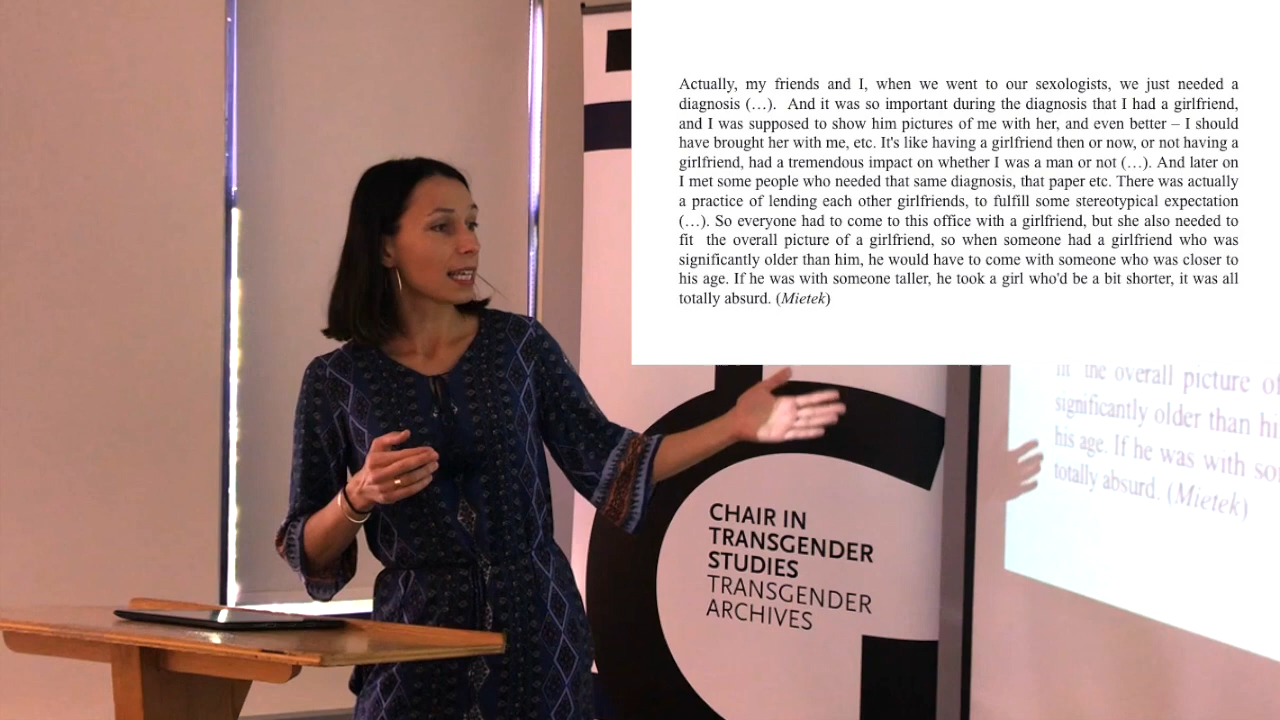 Actually, my friends and I, when we went to our sexologists, we just needed a
diagnosis (…).  And it was so important during the diagnosis that I had a girlfriend,
and I was supposed to show him pictures of me with her, and even better – I should
have brought her with me, etc. It's like having a girlfriend then or now, or not having a
girlfriend, had a tremendous impact on whether I was a man or not (…). And later on
I met some people who needed that same diagnosis, that paper etc. There was actually
a practice of lending each other girlfriends, to fulfill some stereotypical expectation
(…). So everyone had to come to this office with a girlfriend, but she also needed to
fit  the overall picture of a girlfriend, so when someone had a girlfriend who was
significantly older than him, he would have to come with someone who was closer to
his age. If he was with someone taller, he took a girl who'd be a bit shorter, it was all
totally absurd. (Mietek)
fit the overall picture of
significantly older than hi
his age. If he was with so
totally absurd. (Mietek)
CHAIR IN
TRANSGENDER
STUDIES
TRANSGENDER
ARCHIVES